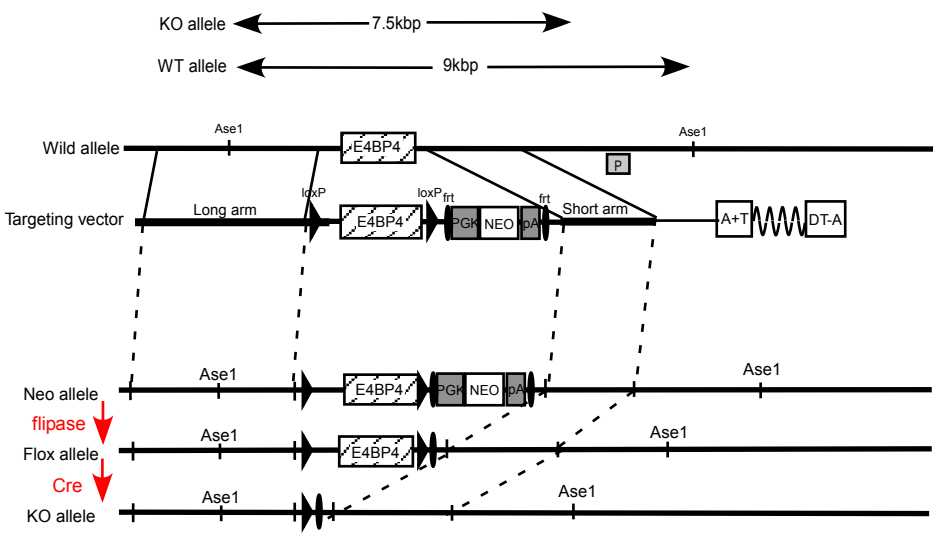 KO allele 7.5kbp
WT allele 9kbp
Ase1 Ase1
Wild allele E4BP4
P
loxP loxP frt frt
Targeting vector Long arm E4BP4 PGK NEO pA Short arm A+T DT-A
Ase1 Ase1
Neo allele E4BP4 PGK NEO pA
flipase
Ase1 Ase1
Flox allele E4BP4
Cre
Ase1 Ase1
KO allele